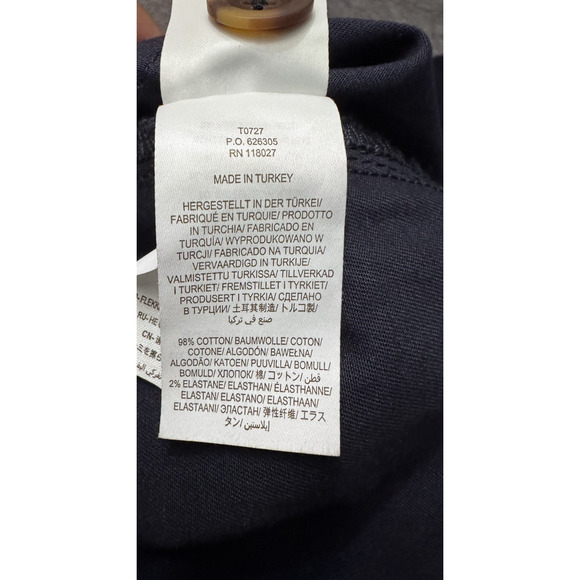 T0727
P.O. 626305
RN 118027
MADE IN TURKEY
HERGESTELLT IN DER TÜRKEI/
FABRIQUÉ EN TURQUIE/ PRODOTTO
IN TURCHIA/ FABRICADO EN
TURQUÍA/ WYPRODUKOWANO W
TURCJI/ FABRICADO NA TURQUIA/
VERVAARDIGD IN TURKIJE/
VALMISTETTU TURKISSA/ TILLVERKAD
I TURKIET/ FREMSTILLET I TYRKIET/
PRODUSERT I TYRKIA/ СДЕЛАНО
В ТУРЦИИ/ 土耳其制造/ トルコ製/
صنع في تركيا
98% COTTON/ BAUMWOLLE/ COTON/
COTONE/ ALGODÓN/ BAWEŁNA/
ALGODÃO/ KATOEN/ PUUVILLA/ BOMULL/
BOMULD/ ХЛОПОК/ 棉/ コットン/ قطن/
2% ELASTANE/ ELASTHAN/ ÉLASTHANNE/
ELASTAN/ ELASTANO/ ELASTHAAN/
ELASTAANI/ ЭЛАСТАН/ 弹性纤维/ エラス
タン/ إيلاستين
-FLEKK
RU-НЕ
CN-